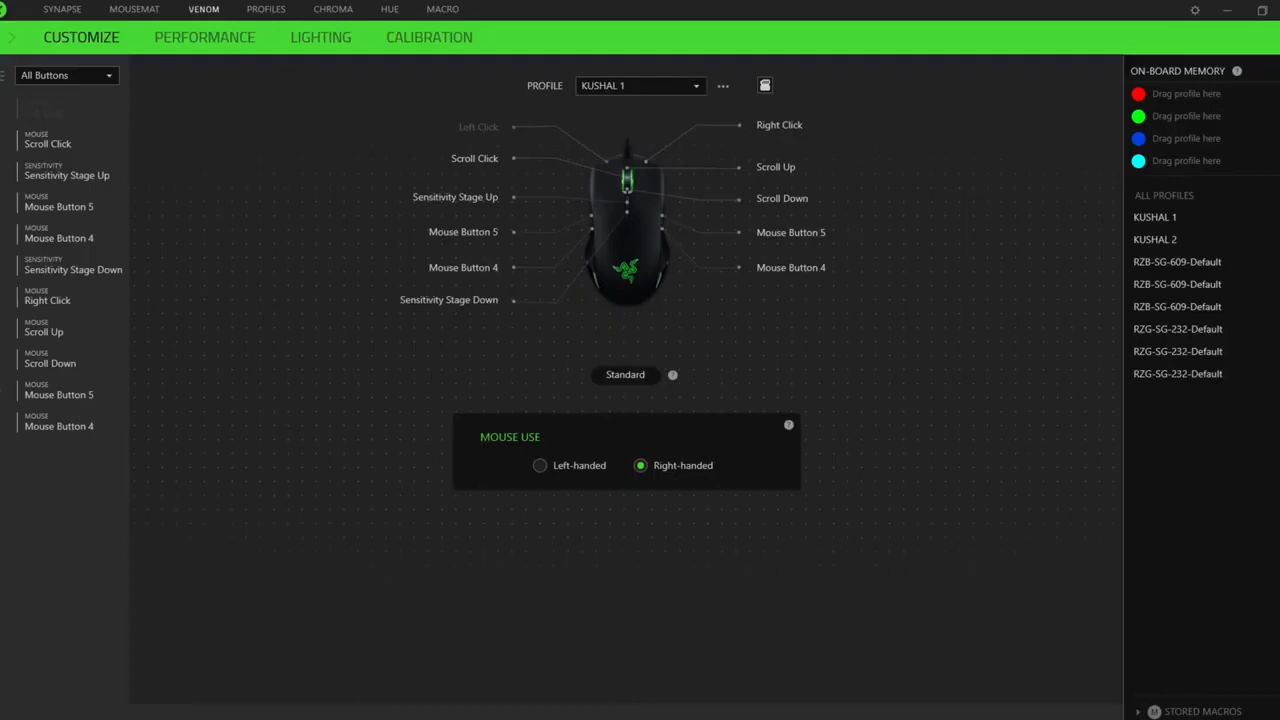 SYNAPSE MOUSEMAT VENOM PROFILES CHROMA HUE MACRO
CUSTOMIZE PERFORMANCE LIGHTING CALIBRATION
All Buttons
MOUSE
Scroll Click
SENSITIVITY
Sensitivity Stage Up
MOUSE
Mouse Button 5
MOUSE
Mouse Button 4
SENSITIVITY
Sensitivity Stage Down
MOUSE
Right Click
MOUSE
Scroll Up
MOUSE
Scroll Down
MOUSE
Mouse Button 5
MOUSE
Mouse Button 4
PROFILE KUSHAL 1
Left Click
Scroll Click
Sensitivity Stage Up
Mouse Button 5
Mouse Button 4
Sensitivity Stage Down
Right Click
Scroll Up
Scroll Down
Mouse Button 5
Mouse Button 4
Standard ?
MOUSE USE ?
Left-handed Right-handed
ON-BOARD MEMORY ?
Drag profile here
Drag profile here
Drag profile here
Drag profile here
ALL PROFILES
KUSHAL 1
KUSHAL 2
RZB-SG-609-Default
RZB-SG-609-Default
RZB-SG-609-Default
RZG-SG-232-Default
RZG-SG-232-Default
RZG-SG-232-Default
M STORED MACROS